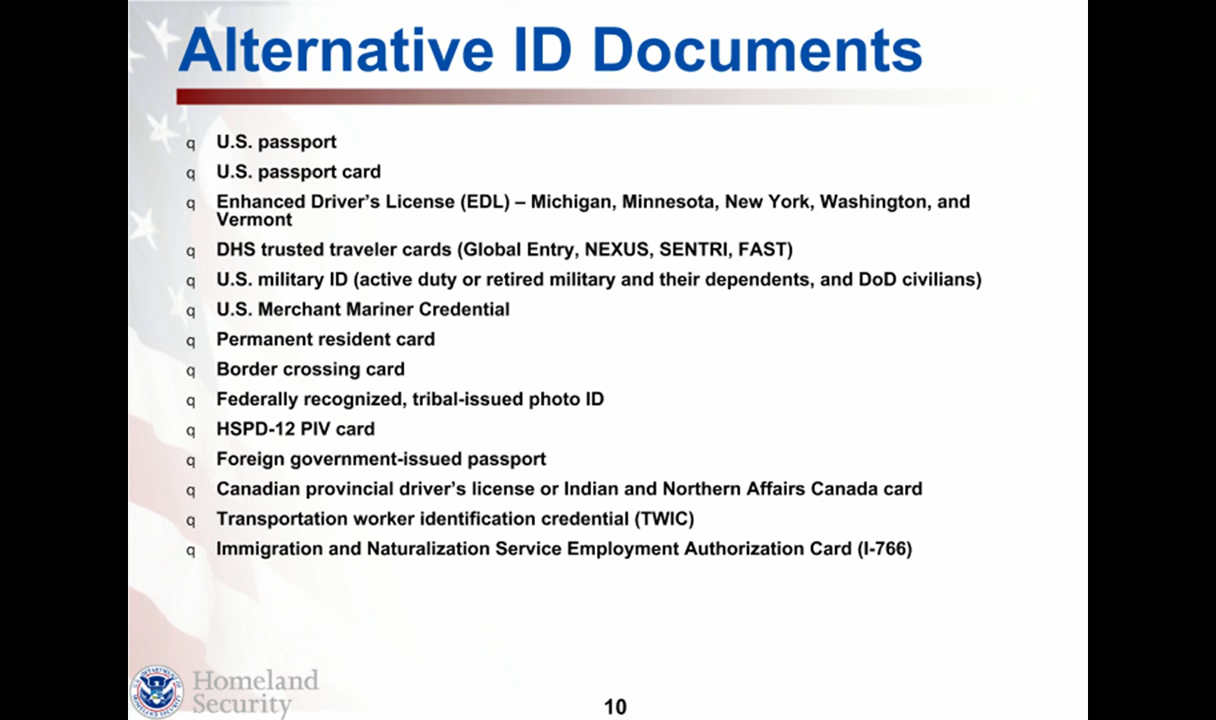 Alternative ID Documents
q U.S. passport
q U.S. passport card
q Enhanced Driver’s License (EDL) – Michigan, Minnesota, New York, Washington, and
Vermont
q DHS trusted traveler cards (Global Entry, NEXUS, SENTRI, FAST)
q U.S. military ID (active duty or retired military and their dependents, and DoD civilians)
q U.S. Merchant Mariner Credential
q Permanent resident card
q Border crossing card
q Federally recognized, tribal-issued photo ID
q HSPD-12 PIV card
q Foreign government-issued passport
q Canadian provincial driver’s license or Indian and Northern Affairs Canada card
q Transportation worker identification credential (TWIC)
q Immigration and Naturalization Service Employment Authorization Card (I-766)
Homeland
Security
10